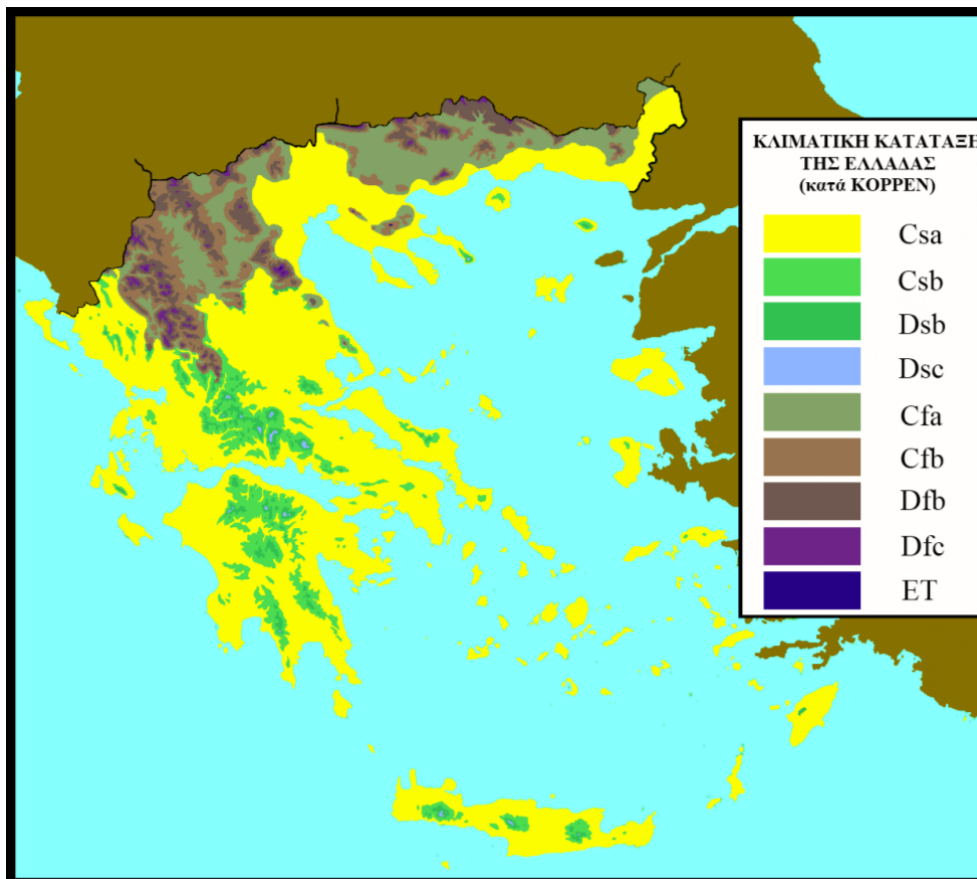 ΚΛΙΜΑΤΙΚΗ ΚΑΤΑΤΑΞΗ
ΤΗΣ ΕΛΛΑΔΑΣ
(κατά ΚΟΡΡΕΝ)
Csa
Csb
Dsb
Dsc
Cfa
Cfb
Dfb
Dfc
ET